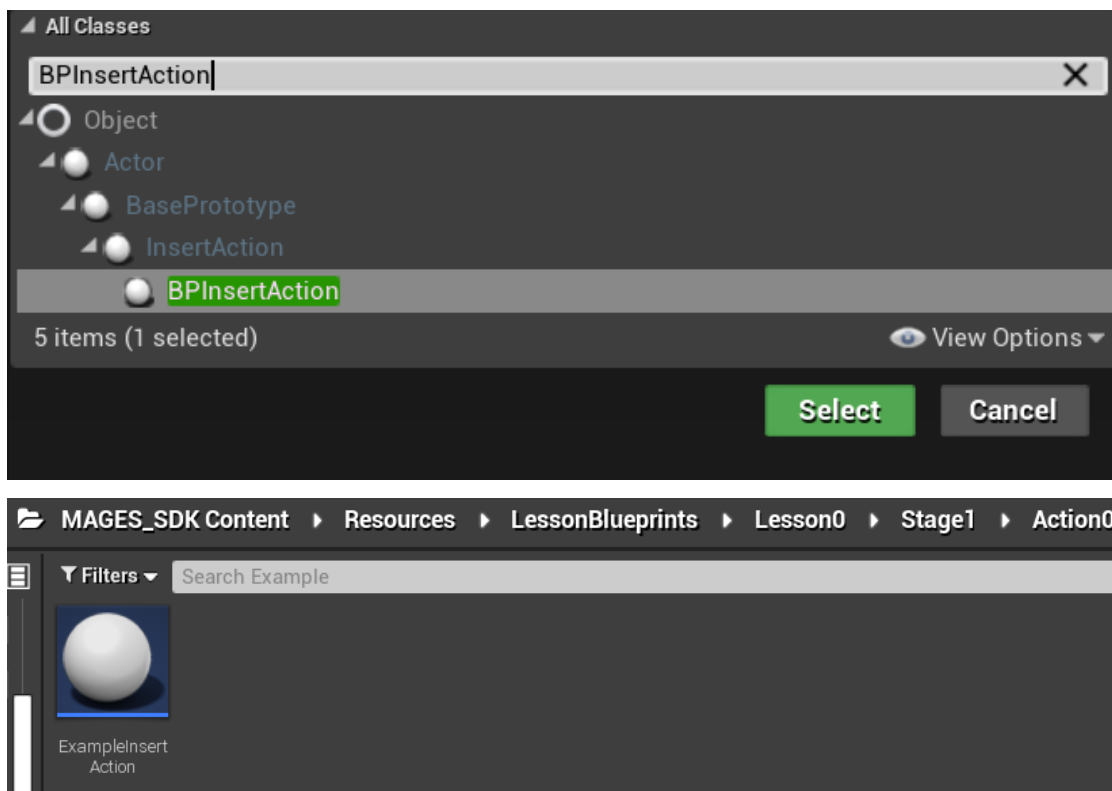 All Classes
BPInsertAction
Object
Actor
BasePrototype
InsertAction
BPInsertAction
5 items (1 selected)
View Options
Select
Cancel
MAGES_SDK Content
Resources
LessonBlueprints
Lesson0
Stage1
Action0
Filters
Search Example
ExampleInsert
Action